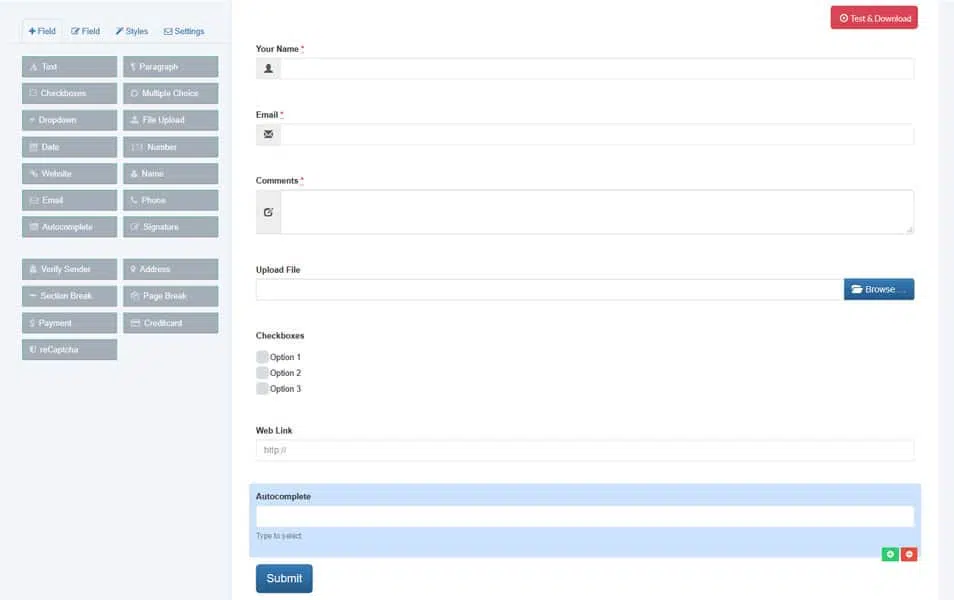 Field Field Styles Settings
Test & Download
Text Paragraph
Checkboxes Multiple Choice
Dropdown File Upload
Date Number
Website Name
Email Phone
Autocomplete Signature
Verify Sender Address
Section Break Page Break
Payment Creditcard
reCaptcha
Your Name *
Email *
Comments *
Upload File
Browse ...
Checkboxes
Option 1
Option 2
Option 3
Web Link
http://
Autocomplete
Type to select
Submit